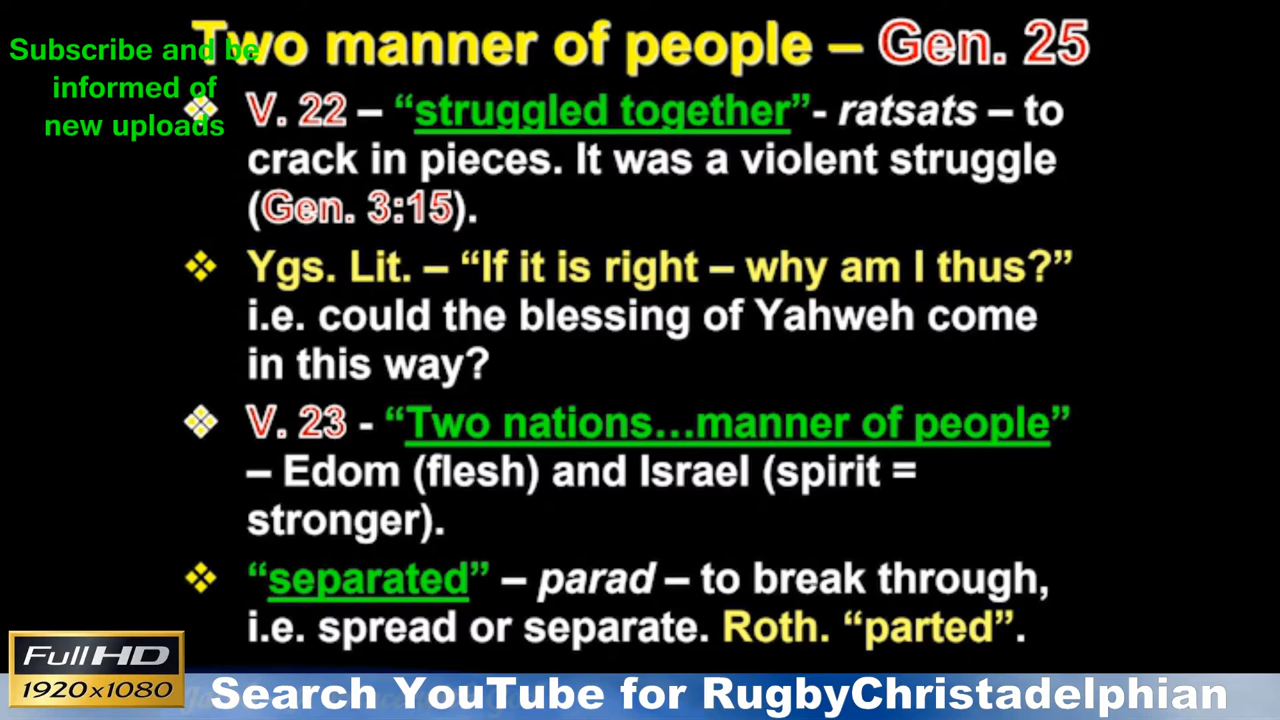 Two manner of people – Gen. 25
Subscribe and be
informed of
new uploads
V. 22 – “struggled together”- ratsats – to
crack in pieces. It was a violent struggle
(Gen. 3:15).
Ygs. Lit. – “If it is right – why am I thus?”
i.e. could the blessing of Yahweh come
in this way?
V. 23 - “Two nations…manner of people”
– Edom (flesh) and Israel (spirit =
stronger).
“separated” – parad – to break through,
i.e. spread or separate. Roth. “parted”.
Full HD
1920x1080
Search YouTube for RugbyChristadelphian